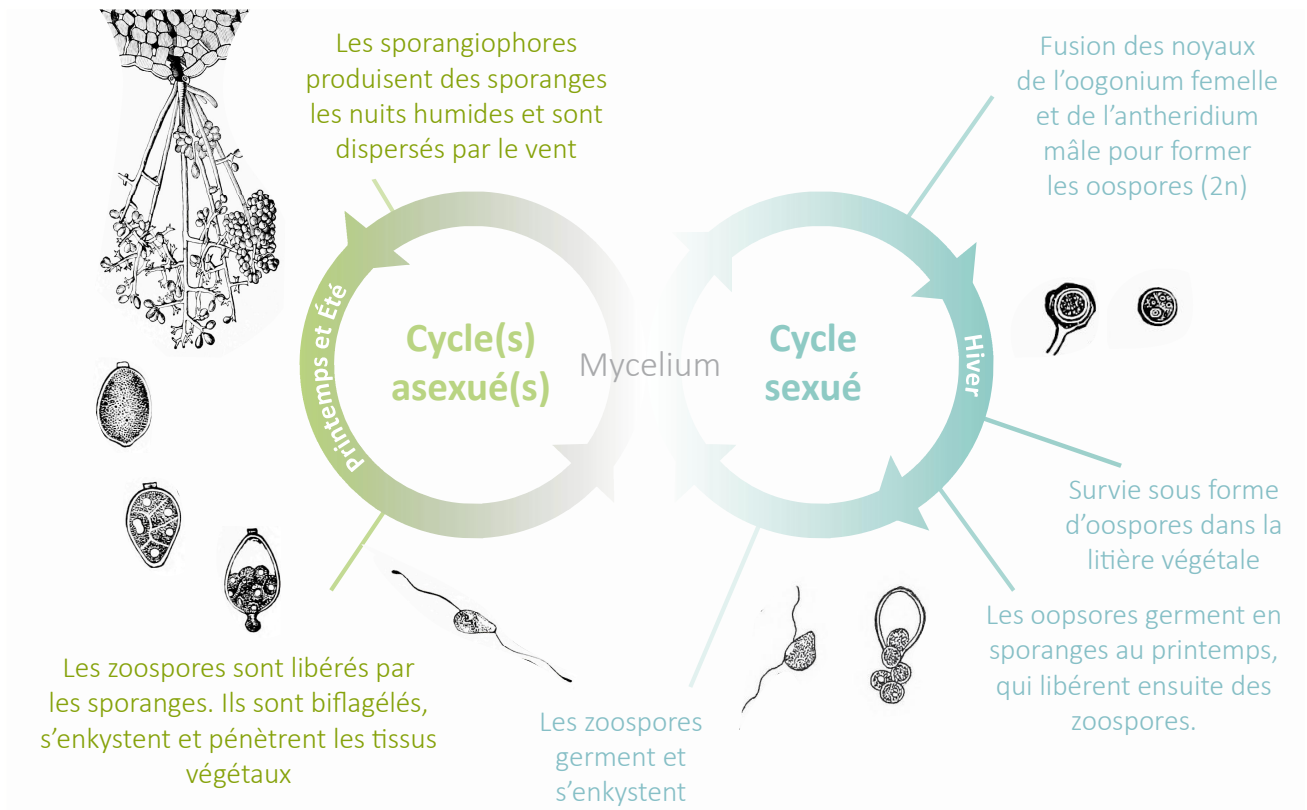 Les sporangiophores
produisent des sporanges
les nuits humides et sont
dispersés par le vent
Fusion des noyaux
de l’oogonium femelle
et de l’antheridium
mâle pour former
les oospores (2n)
Printemps et Été
Cycle(s)
asexué(s)
Mycelium
Cycle
sexué
Hiver
Survie sous forme
d’oospores dans la
litière végétale
Les oopsores germent en
sporanges au printemps,
qui libérent ensuite des
zoospores.
Les zoospores sont libérés par
les sporanges. Ils sont biflagélés,
s’enkystent et pénètrent les tissus
végétaux
Les zoospores
germent et
s’enkystent